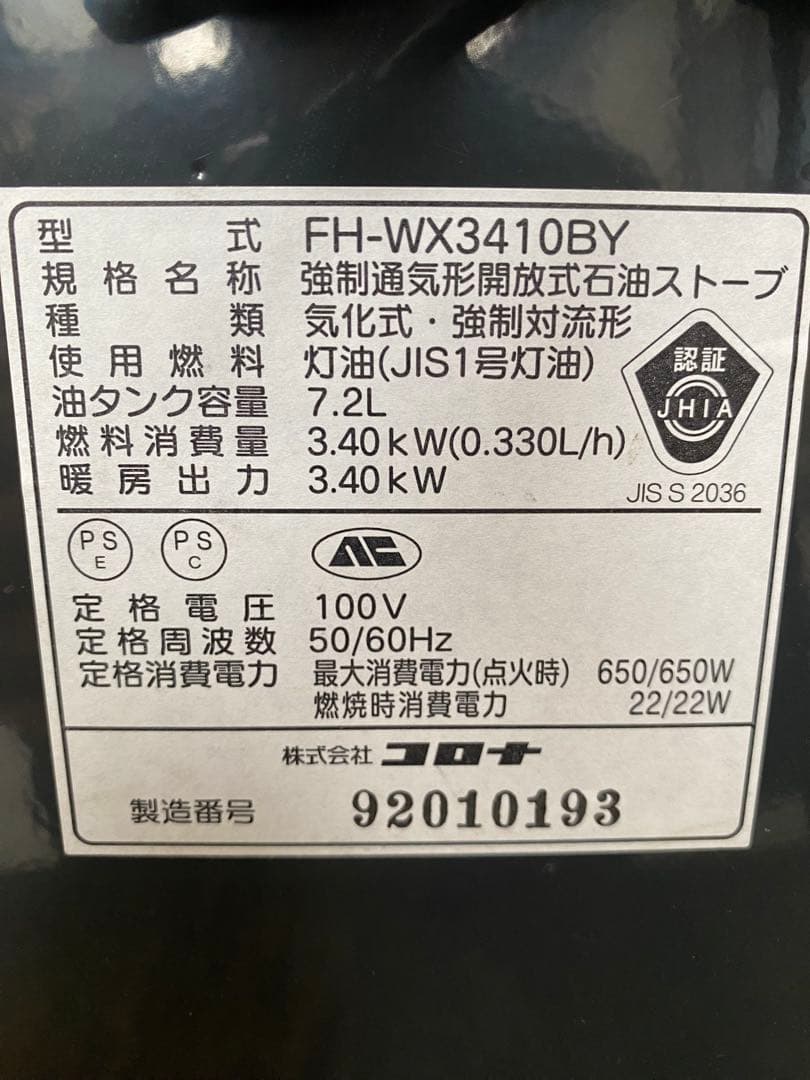 型式 FH-WX3410BY
規格名称 強制通気形開放式石油ストーブ
種類 気化式・強制対流形
使用燃料 灯油(JIS1号灯油)
油タンク容量 7.2L
燃料消費量 3.40kW(0.330L/h)
暖房出力 3.40kW
認証
JHIA
JIS S 2036
PS E PS C
定格電圧 100V
定格周波数 50/60Hz
定格消費電力 最大消費電力(点火時) 650/650W
燃焼時消費電力 22/22W
株式会社 コロナ
製造番号 92010193